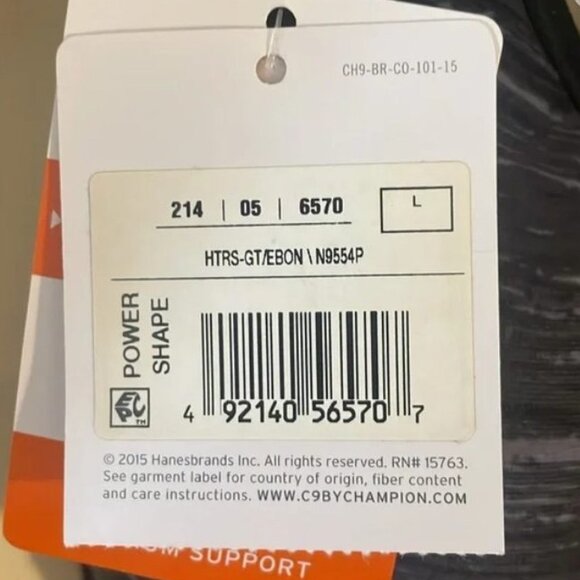 CH9-BR-CO-101-15
214 | 05 | 6570
L
HTRS-GT/EBON \ N9554P
POWER
SHAPE
EPC™
4 92140 56570 7
© 2015 Hanesbrands Inc. All rights reserved. RN# 15763.
See garment label for country of origin, fiber content
and care instructions. WWW.C9BYCHAMPION.COM
SUPPORT